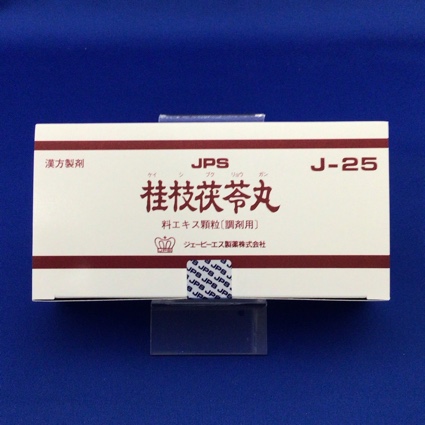 漢方製剤
JPS
J-25
ケイ シ ブク リョウ ガン
桂枝茯苓丸
料エキス顆粒〔調剤用〕
ジェーピーエス製薬株式会社
JPS